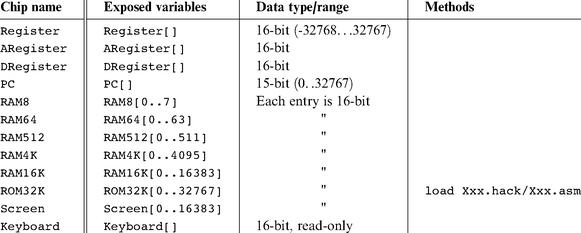 Chip name Exposed variables Data type/range Methods
Register Register[] 16-bit (-32768...32767)
ARegister ARegister[] 16-bit
DRegister DRegister[] 16-bit
PC PC[] 15-bit (0..32767)
RAM8 RAM8[0..7] Each entry is 16-bit
RAM64 RAM64[0..63] "
RAM512 RAM512[0..511] "
RAM4K RAM4K[0..4095] "
RAM16K RAM16K[0..16383] "
ROM32K ROM32K[0..32767] " load Xxx.hack/Xxx.asm
Screen Screen[0..16383] "
Keyboard Keyboard[] 16-bit, read-only